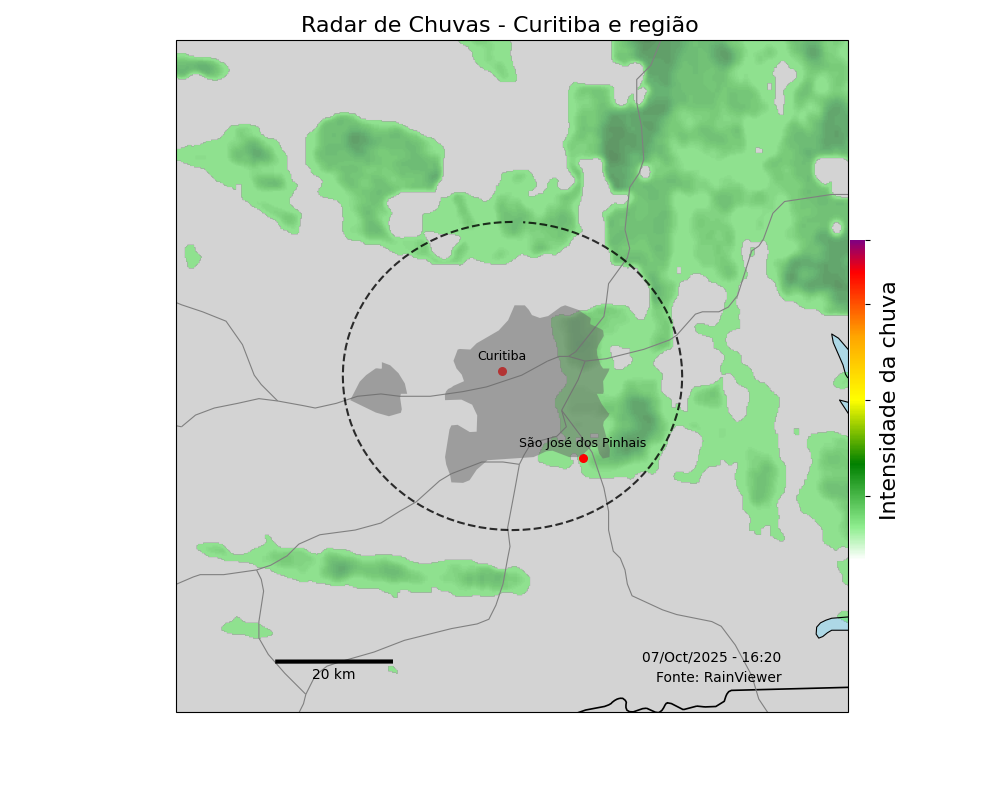 Radar de Chuvas - Curitiba e região
Curitiba
São José dos Pinhais
Intensidade da chuva
20 km
07/Oct/2025 - 16:20
Fonte: RainViewer